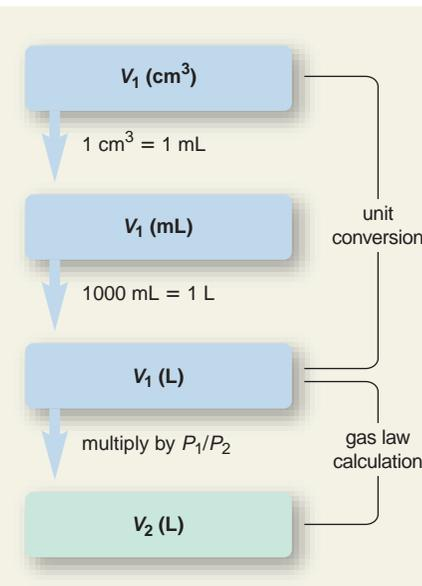 V₁ (cm³)
1 cm³ = 1 mL
V₁ (mL)
unit
conversion
1000 mL = 1 L
V₁ (L)
multiply by P₁/P₂
gas law
calculation
V₂ (L)